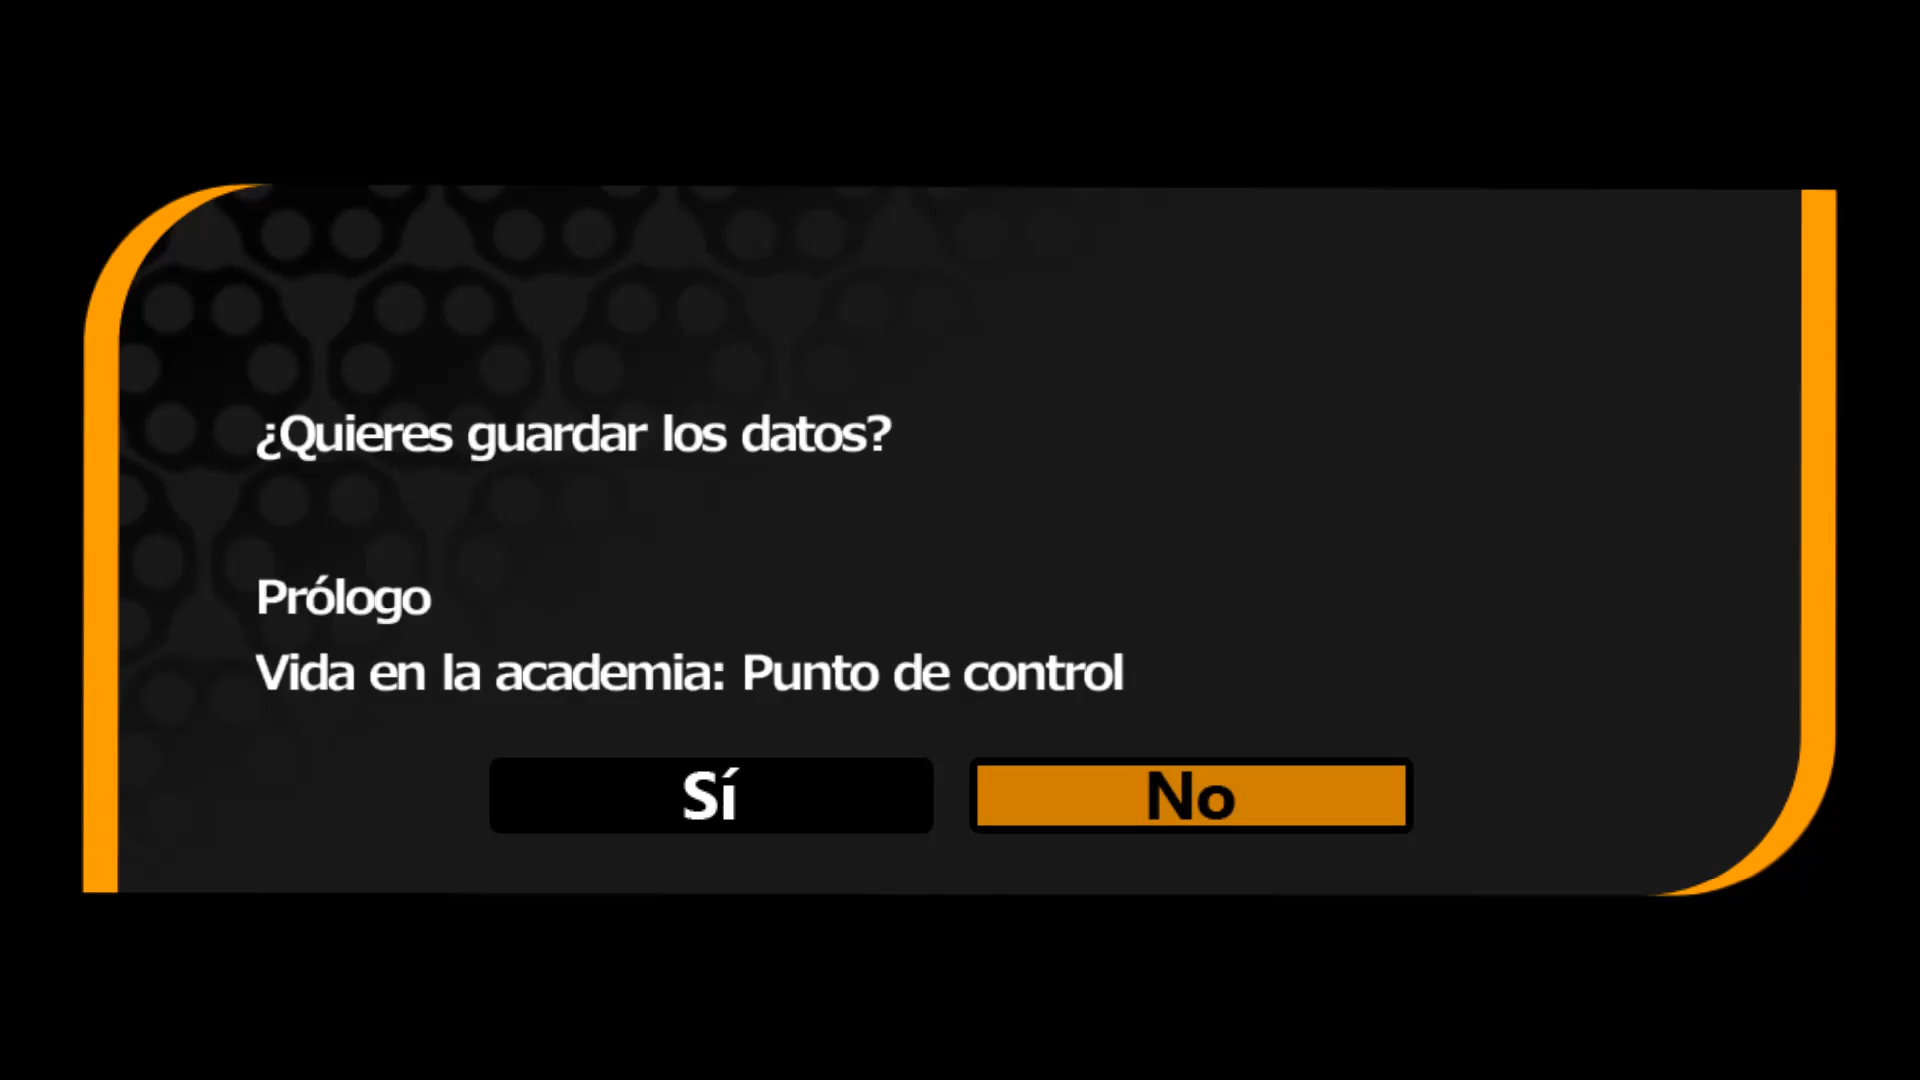 ¿Quieres guardar los datos?
Prólogo
Vida en la academia: Punto de control
Sí
No